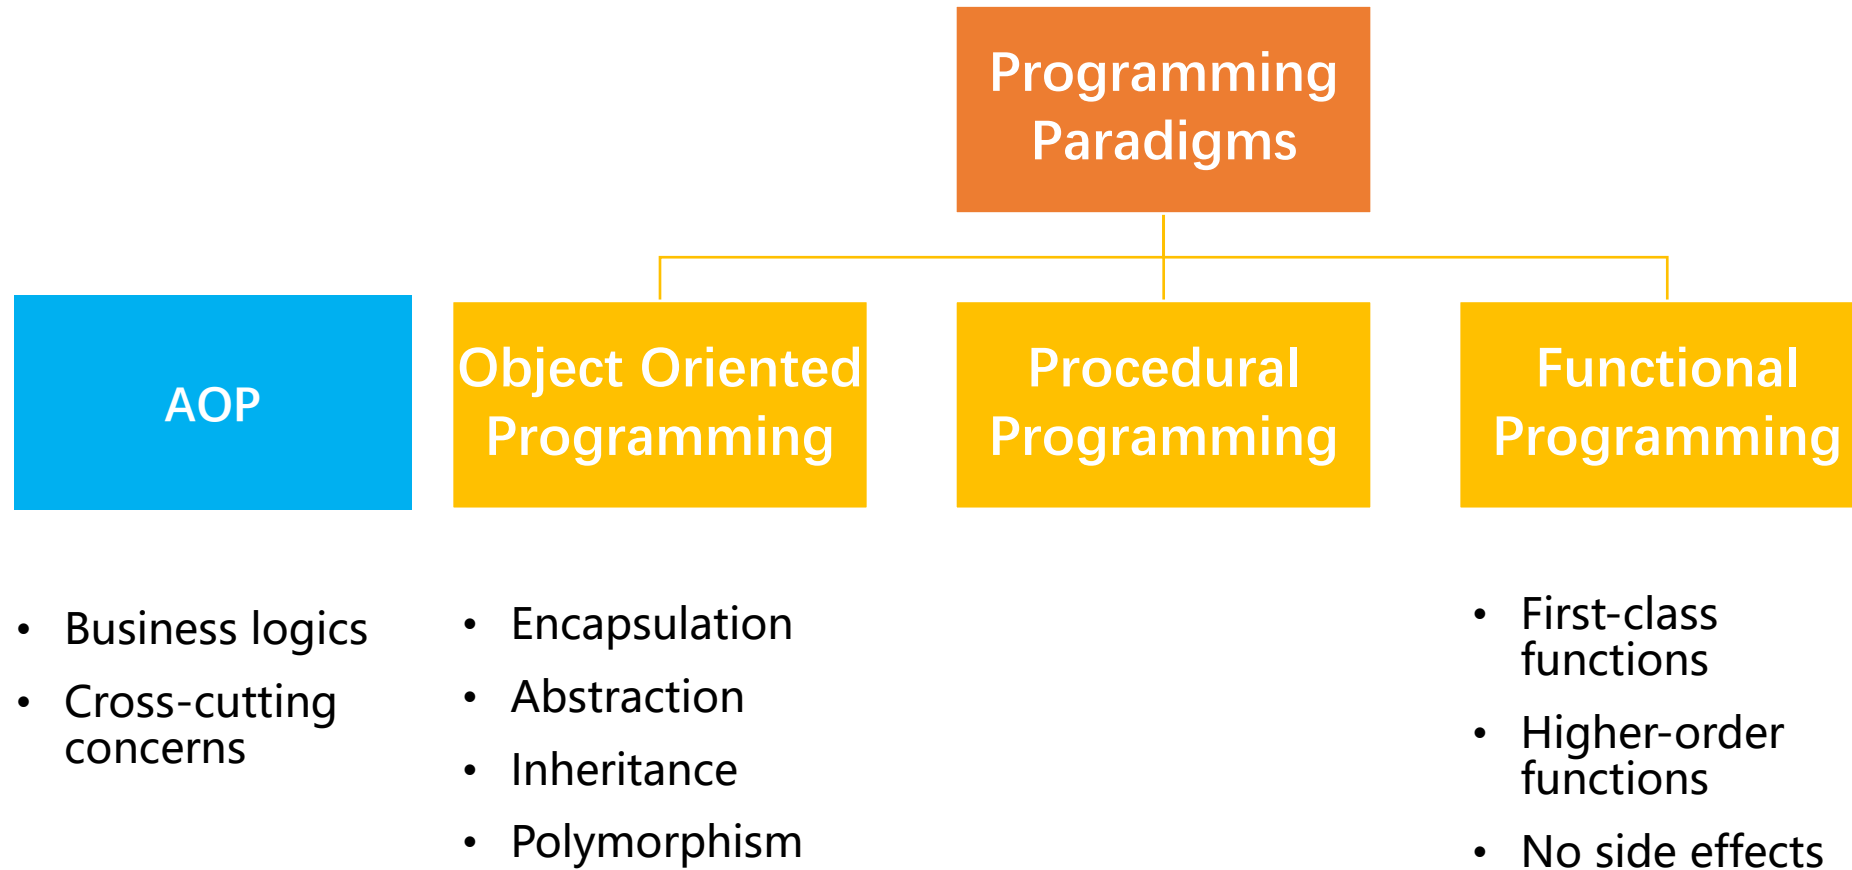 Programming
Paradigms
AOP
Object Oriented
Programming
Procedural
Programming
Functional
Programming
• Business logics
• Cross-cutting
concerns
• Encapsulation
• Abstraction
• Inheritance
• Polymorphism
• First-class
functions
• Higher-order
functions
• No side effects